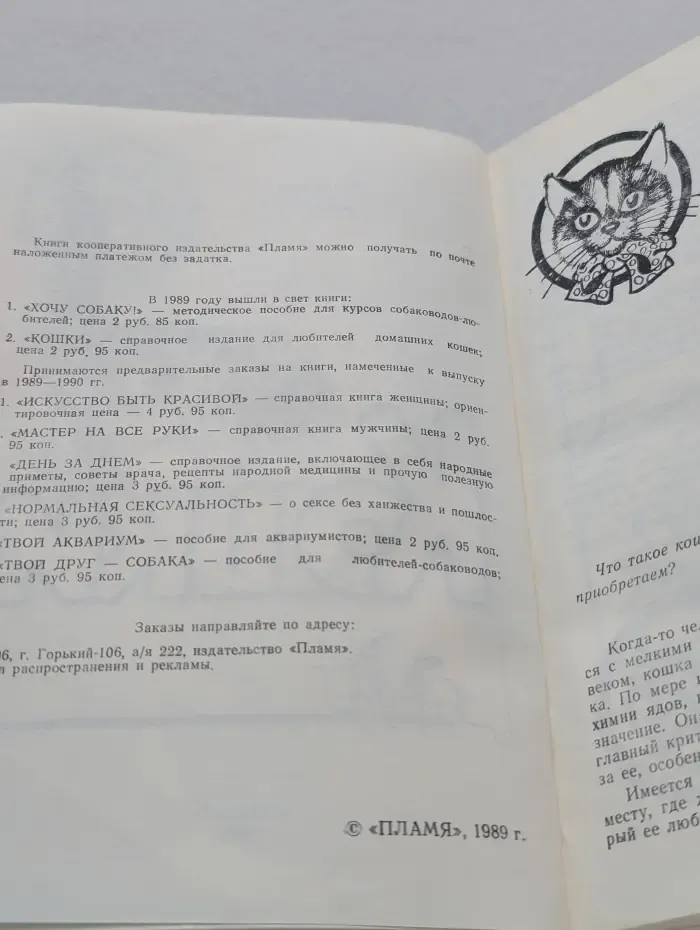 Книги кооперативного издательства «Пламя» можно получать по почте
наложенным платежом без задатка.
В 1989 году вышли в свет книги:
1. «ХОЧУ СОБАКУ!» — методическое пособие для курсов собаководов-лю-
бителей; цена 2 руб. 85 коп.
2. «КОШКИ» — справочное издание для любителей домашних кошек;
цена 2 руб. 95 коп.
Принимаются предварительные заказы на книги, намеченные к выпуску
в 1989—1990 гг.
1. «ИСКУССТВО БЫТЬ КРАСИВОЙ» — справочная книга женщины; ориен-
тировочная цена — 4 руб. 95 коп.
. «МАСТЕР НА ВСЕ РУКИ» — справочная книга мужчины; цена 2 руб.
95 коп.
«ДЕНЬ ЗА ДНЕМ» — справочное издание, включающее в себя народные
приметы, советы врача, рецепты народной медицины и прочую полезную
информацию; цена 3 руб. 95 коп.
«НОРМАЛЬНАЯ СЕКСУАЛЬНОСТЬ» — о сексе без ханжества и пошлос-
ти; цена 3 руб. 95 коп.
«ТВОЙ АКВАРИУМ» — пособие для аквариумистов; цена 2 руб. 95 коп.
«ТВОЙ ДРУГ — СОБАКА» — пособие для любителей-собаководов;
цена 3 руб. 95 коп.
Заказы направляйте по адресу:
06, г. Горький-106, а/я 222, издательство «Пламя».
а распространения и рекламы.
© «ПЛАМЯ», 1989 г.
Что такое кош
приобретаем?
Когда-то чел
ся с мелкими
веком, кошка
ка. По мере
химии ядов,
значение. Он
главный крит
за ее, особен
Имеется
месту, где
рый ее люб